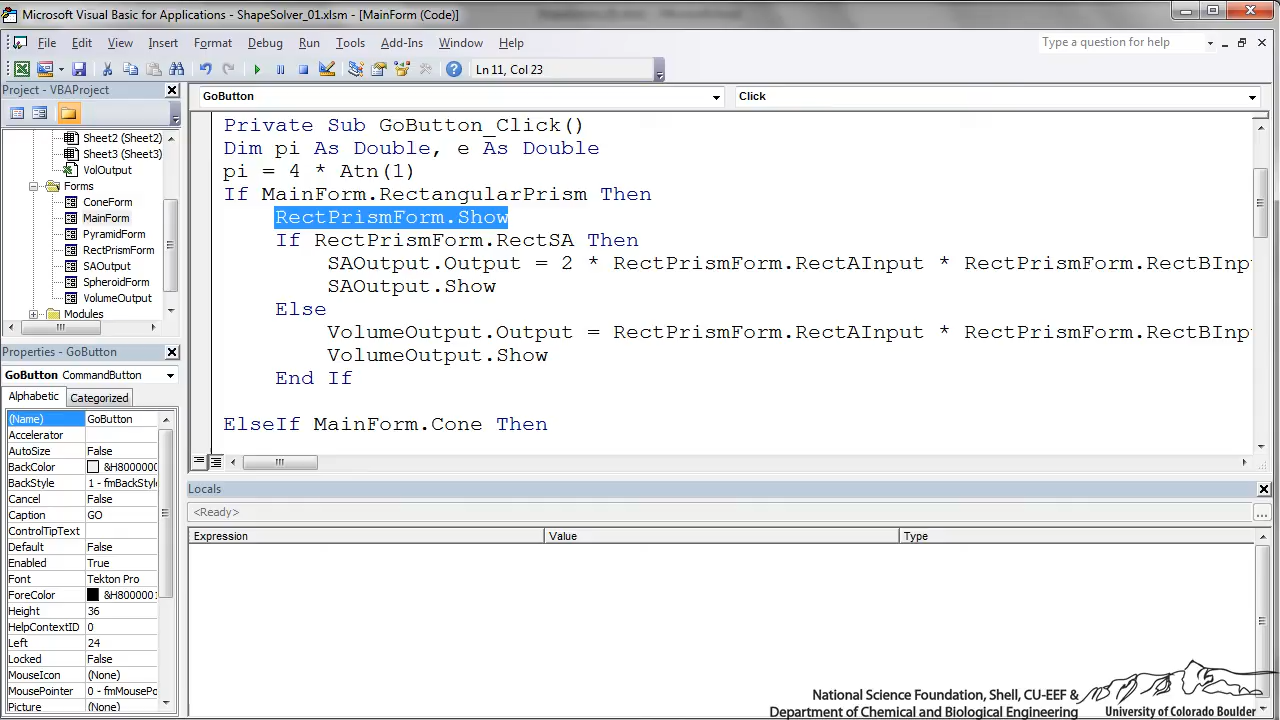 Microsoft Visual Basic for Applications - ShapeSolver_01.xlsm - [MainForm (Code)]
File Edit View Insert Format Debug Run Tools Add-Ins Window Help
Type a question for help
Ln 11, Col 23
Project - VBAProject
Sheet2 (Sheet2)
Sheet3 (Sheet3)
VolOutput
Forms
ConeForm
MainForm
PyramidForm
RectPrismForm
SAOutput
SpheroidForm
VolumeOutput
Modules
Properties - GoButton
GoButton CommandButton
Alphabetic Categorized
(Name) GoButton
Accelerator
AutoSize False
BackColor &H8000000
BackStyle 1 - fmBackStyle
Cancel False
Caption GO
ControlTipText
Default False
Enabled True
Font Tekton Pro
ForeColor &H8000001
Height 36
HelpContextID 0
Left 24
Locked False
MouseIcon (None)
MousePointer 0 - fmMousePo
Picture (None)
GoButton Click
Private Sub GoButton_Click()
Dim pi As Double, e As Double
pi = 4 * Atn(1)
If MainForm.RectangularPrism Then
RectPrismForm.Show
If RectPrismForm.RectSA Then
SAOutput.Output = 2 * RectPrismForm.RectAInput * RectPrismForm.RectBInpu
SAOutput.Show
Else
VolumeOutput.Output = RectPrismForm.RectAInput * RectPrismForm.RectBInpu
VolumeOutput.Show
End If
ElseIf MainForm.Cone Then
Locals
<Ready>
...
Expression Value Type
National Science Foundation, Shell, CU-EEF &
Department of Chemical and Biological Engineering
University of Colorado Boulder